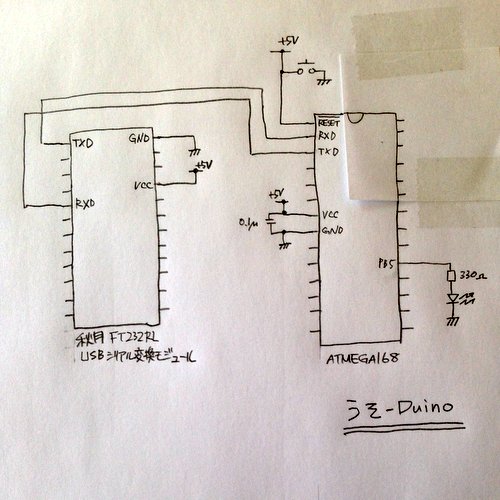 +5V
RESET
RXD
TXD
TXD
GND
+5V
VCC
RXD
+5V
0.1μ
VCC
GND
PB5
330Ω
秋月 FT232RL
USBシリアル変換モジュール
ATMEGA168
うそ-Duino